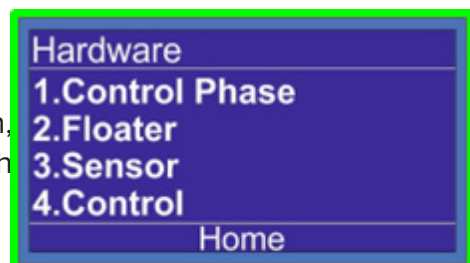 Hardware
1.Control Phase
2.Floater
3.Sensor
4.Control
Home